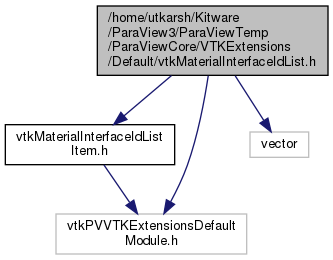 /home/utkarsh/Kitware
/ParaView3/ParaViewTemp
/ParaViewCore/VTKExtensions
/Default/vtkMaterialInterfaceIdList.h
vtkMaterialInterfaceIdList
Item.h
vector
vtkPVVTKExtensionsDefault
Module.h